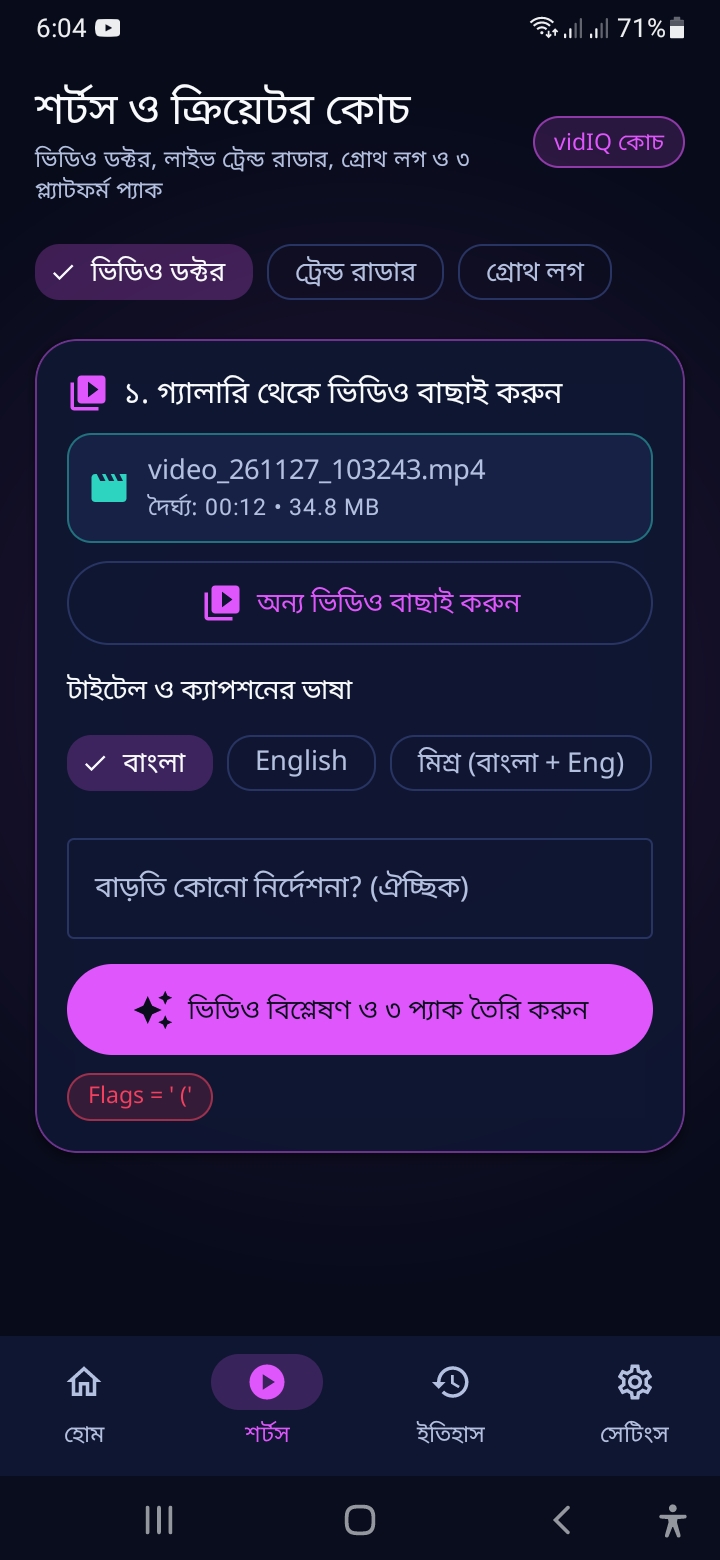 6:04
71%
শর্টস ও ক্রিয়েটর কোচ
ভিডিও ডক্টর, লাইভ ট্রেন্ড রাডার, গ্রোথ লগ ও ৩
প্ল্যাটফর্ম প্যাক
vidIQ কোচ
ভিডিও ডক্টর
ট্রেন্ড রাডার
গ্রোথ লগ
১. গ্যালারি থেকে ভিডিও বাছাই করুন
video_261127_103243.mp4
দৈর্ঘ্য: 00:12 • 34.8 MB
অন্য ভিডিও বাছাই করুন
টাইটেল ও ক্যাপশনের ভাষা
বাংলা
English
মিশ্র (বাংলা + Eng)
বাড়তি কোনো নির্দেশনা? (ঐচ্ছিক)
ভিডিও বিশ্লেষণ ও ৩ প্যাক তৈরি করুন
Flags = ' ('
হোম
শর্টস
ইতিহাস
সেটিংস